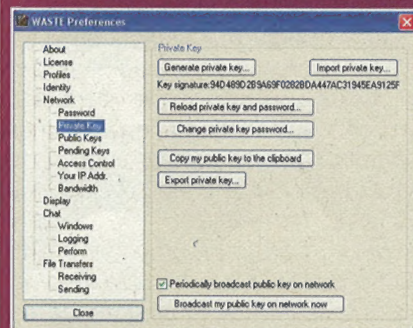 WASTE Preferences
About
License
Profiles
Identity
Network
Password
Private Key
Public Keys
Pending Keys
Access Control
Your IP Addr.
Bandwidth
Display
Chat
Windows
Logging
Perform
File Transfers
Receiving
Sending
Close
Private Key
Generate private key...
Import private key...
Key signature:94D489D2B9A69F0282BDA447AC31945EA9125F
Reload private key and password...
Change private key password...
Copy my public key to the clipboard
Export private key...
Periodically broadcast public key on network
Broadcast my public key on network now